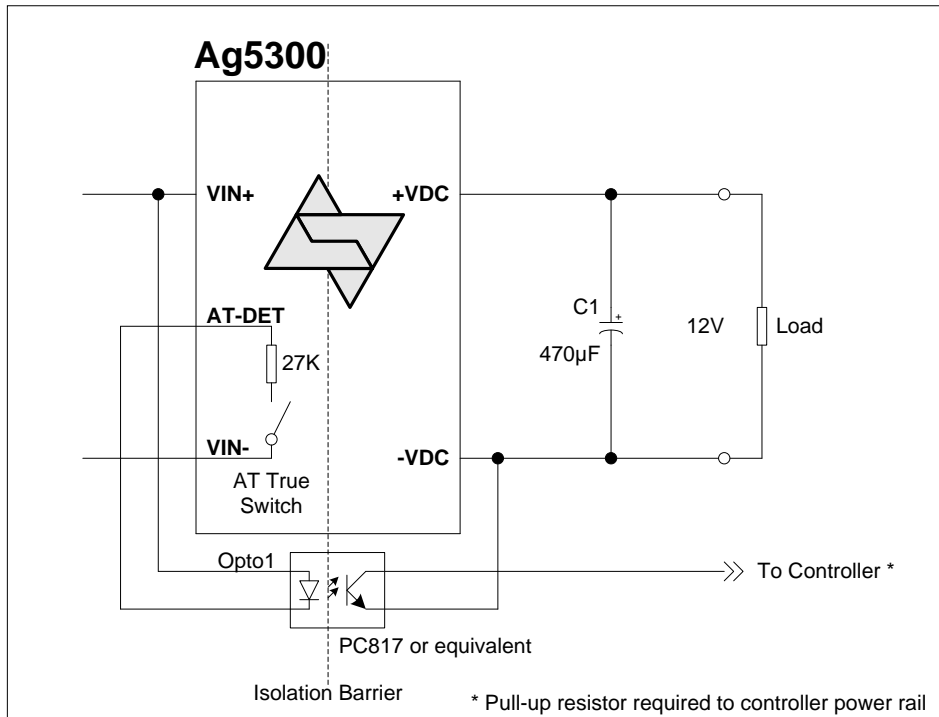 Ag5300
VIN+
+VDC
AT-DET
27K
C1
+
470µF
12V
Load
VIN-
-VDC
AT True
Switch
Opto1
To Controller *
PC817 or equivalent
Isolation Barrier
* Pull-up resistor required to controller power rail